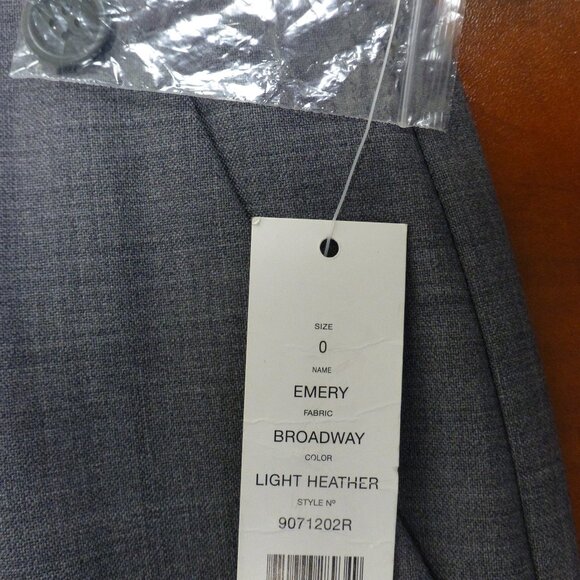 SIZE
0
NAME
EMERY
FABRIC
BROADWAY
COLOR
LIGHT HEATHER
STYLE Nº
9071202R